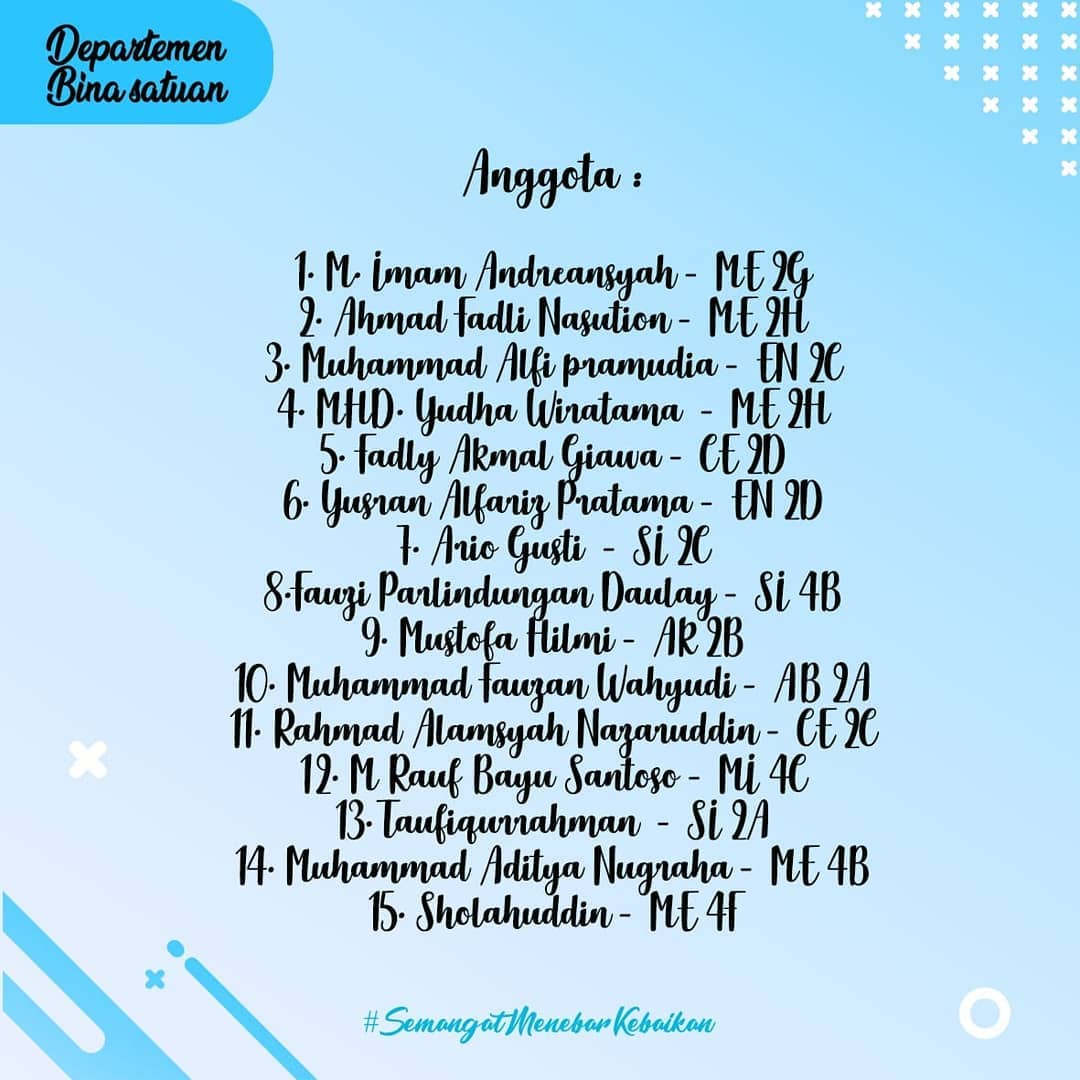 Departemen
Bina satuan
Anggota :
1. M. Imam Andreansyah - ME 2G
2. Ahmad Fadli Nasution - ME 2H
3. Muhammad Alfi pramudia - EN 2C
4. MHD. Yudha Wiratama - ME 2H
5. Fadly Akmal Giawa - CE 2D
6. Yusran Alfariz Pratama - EN 2D
7. Ario Gusti - Si 2C
8.Fauzi Parlindungan Daulay - Si 4B
9. Mustofa Hilmi - AR 2B
10. Muhammad Fauzan Wahyudi - AB 2A
11. Rahmad Alamsyah Nazaruddin - CE 2C
12. M Rauf Bayu Santoso - Mi 4C
13. Taufiqurrahman - Si 2A
14. Muhammad Aditya Nugraha - ME 4B
15. Sholahuddin - ME 4F
#SemangatMenebarKebaikan